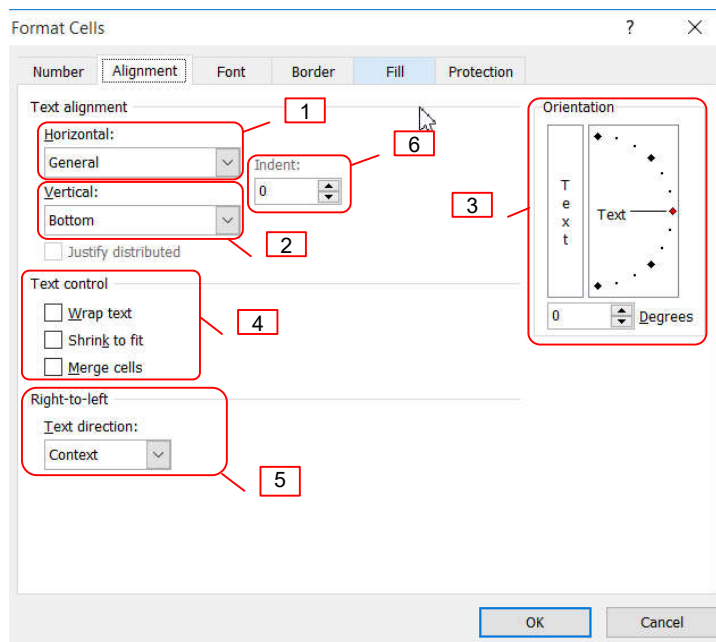 Format Cells ? ×
Number Alignment Font Border Fill Protection
Text alignment
Horizontal:
General
1
Indent:
0
6
Vertical:
Bottom
2
Justify distributed
Text control
Wrap text
Shrink to fit
Merge cells
4
Right-to-left
Text direction:
Context
5
Orientation
T
e
x
t
Text
3
0 Degrees
OK Cancel